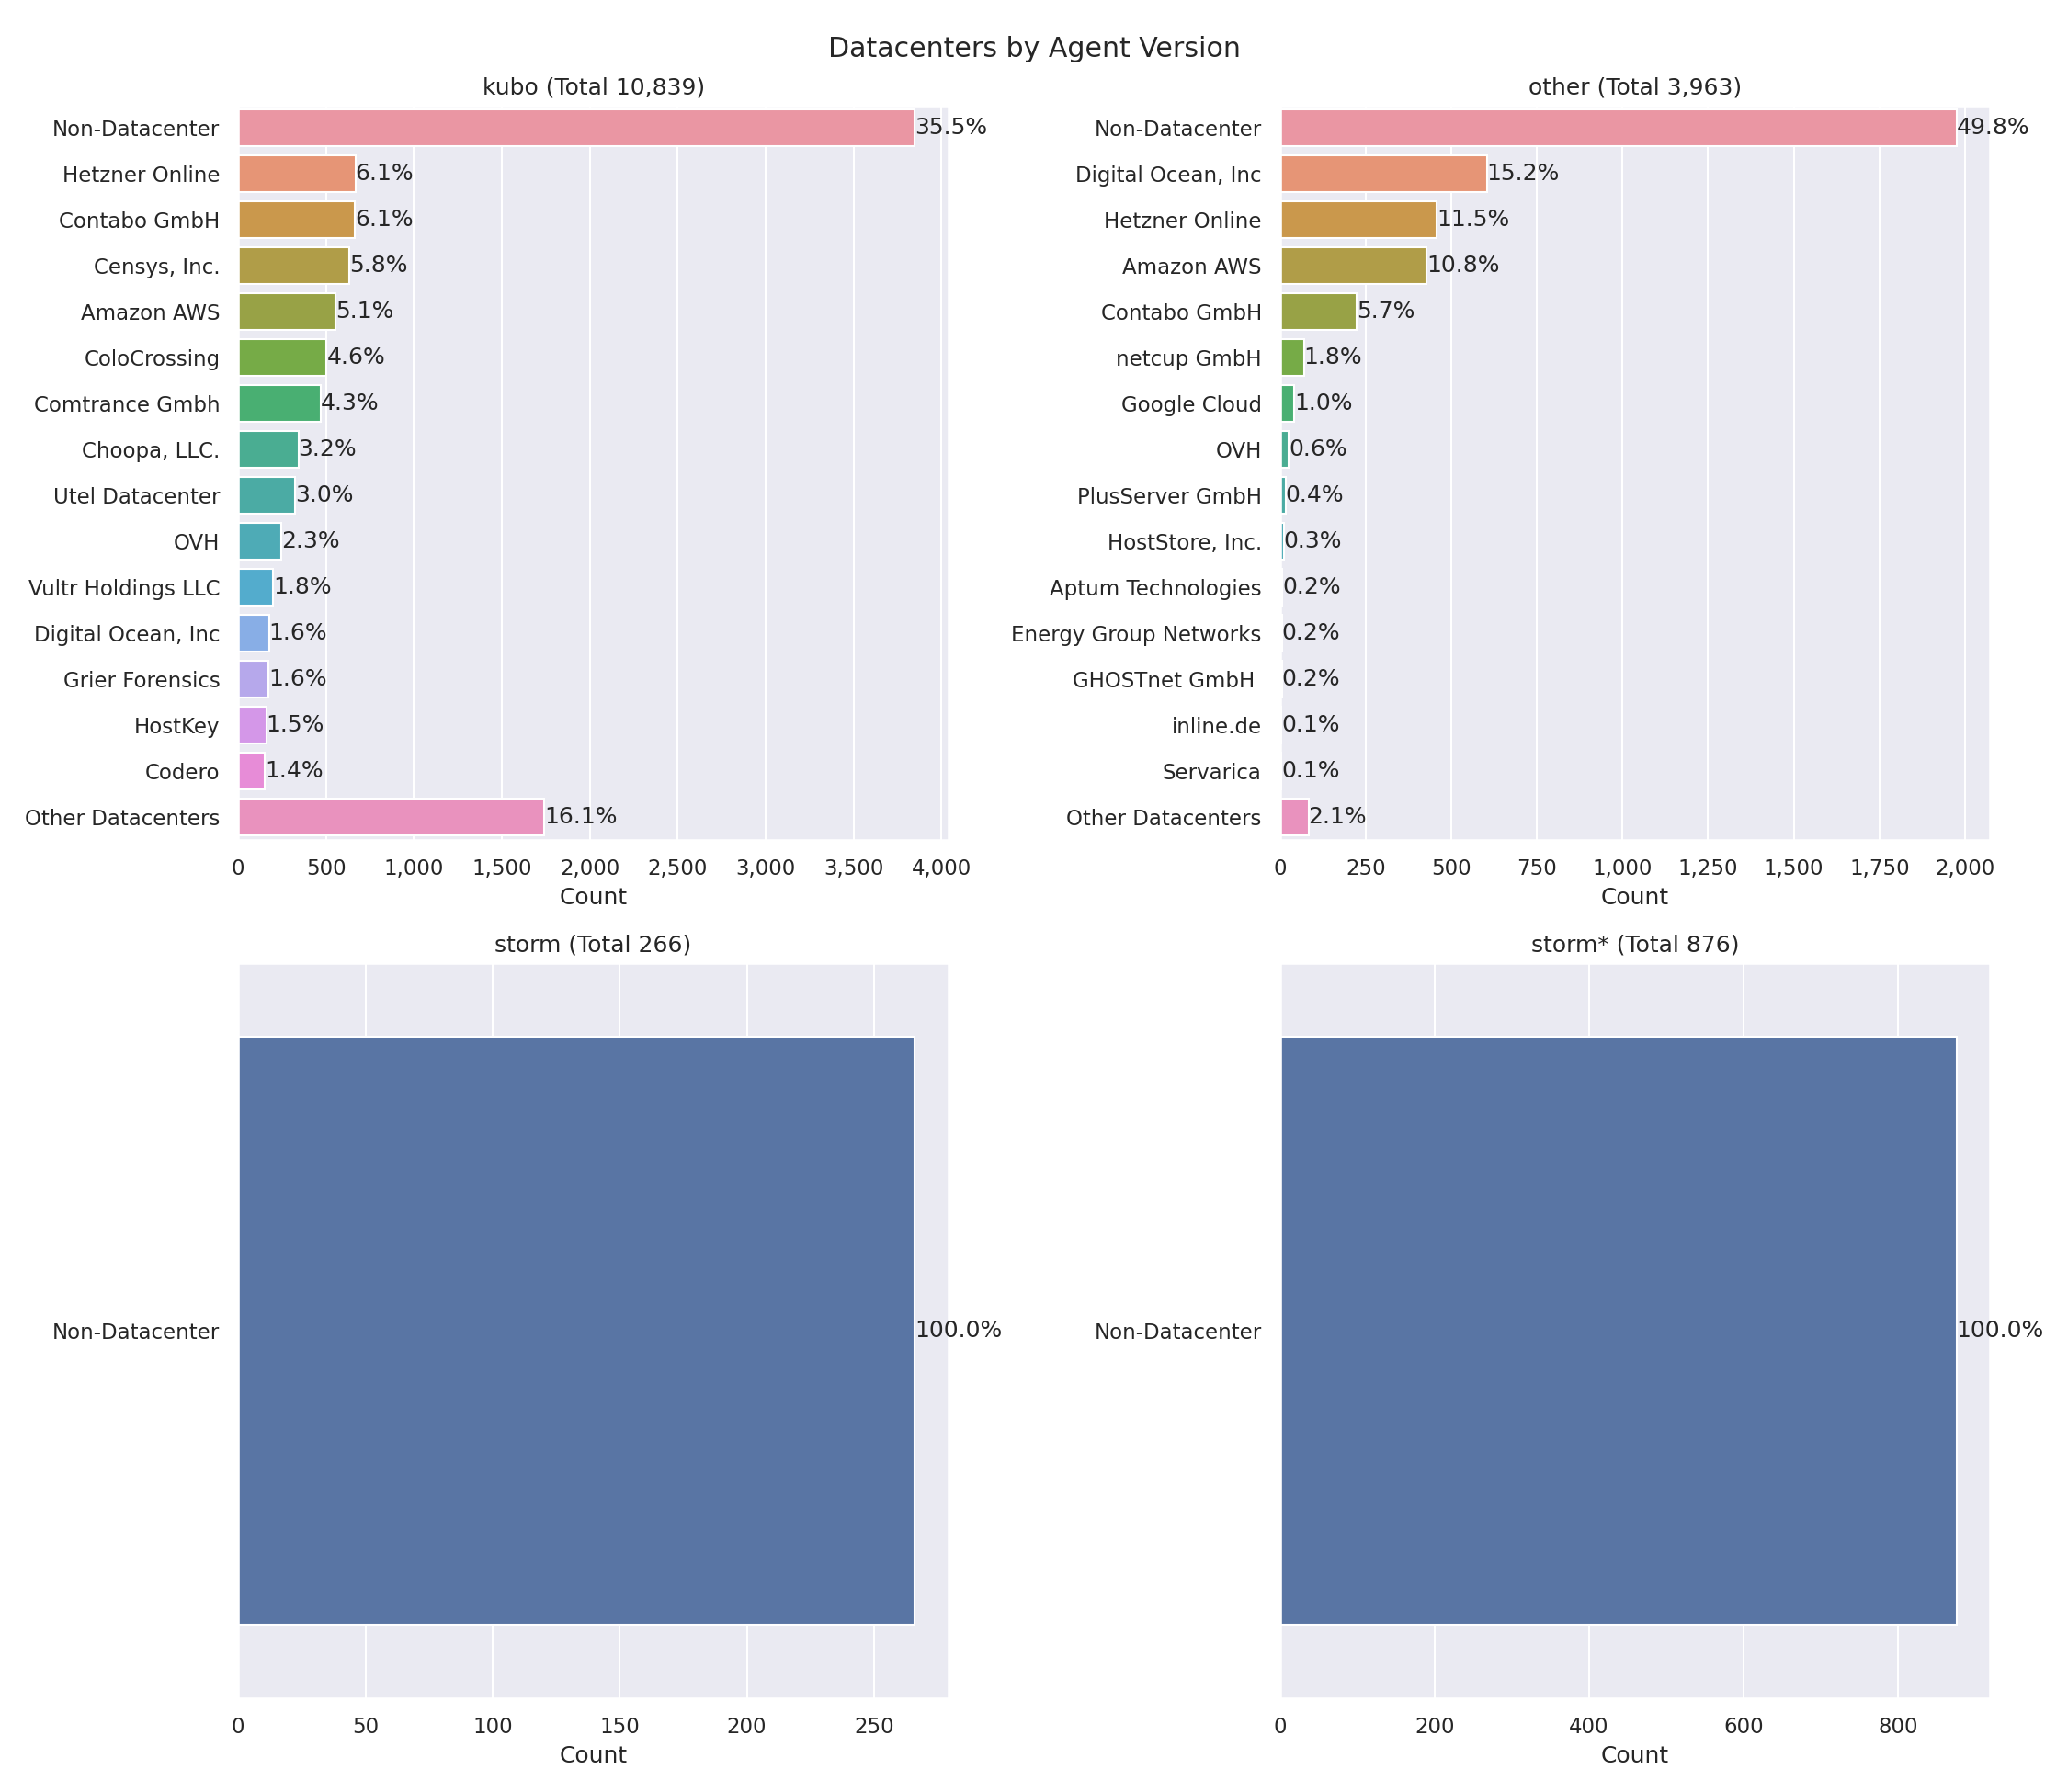 Datacenters by Agent Version
kubo (Total 10,839)
Non-Datacenter 35.5%
Hetzner Online 6.1%
Contabo GmbH 6.1%
Censys, Inc. 5.8%
Amazon AWS 5.1%
ColoCrossing 4.6%
Comtrance Gmbh 4.3%
Choopa, LLC. 3.2%
Utel Datacenter 3.0%
OVH 2.3%
Vultr Holdings LLC 1.8%
Digital Ocean, Inc 1.6%
Grier Forensics 1.6%
HostKey 1.5%
Codero 1.4%
Other Datacenters 16.1%
0 500 1,000 1,500 2,000 2,500 3,000 3,500 4,000
Count
other (Total 3,963)
Non-Datacenter 49.8%
Digital Ocean, Inc 15.2%
Hetzner Online 11.5%
Amazon AWS 10.8%
Contabo GmbH 5.7%
netcup GmbH 1.8%
Google Cloud 1.0%
OVH 0.6%
PlusServer GmbH 0.4%
HostStore, Inc. 0.3%
Aptum Technologies 0.2%
Energy Group Networks 0.2%
GHOSTnet GmbH 0.2%
inline.de 0.1%
Servarica 0.1%
Other Datacenters 2.1%
0 250 500 750 1,000 1,250 1,500 1,750 2,000
Count
storm (Total 266)
Non-Datacenter 100.0%
0 50 100 150 200 250
Count
storm* (Total 876)
Non-Datacenter 100.0%
0 200 400 600 800
Count